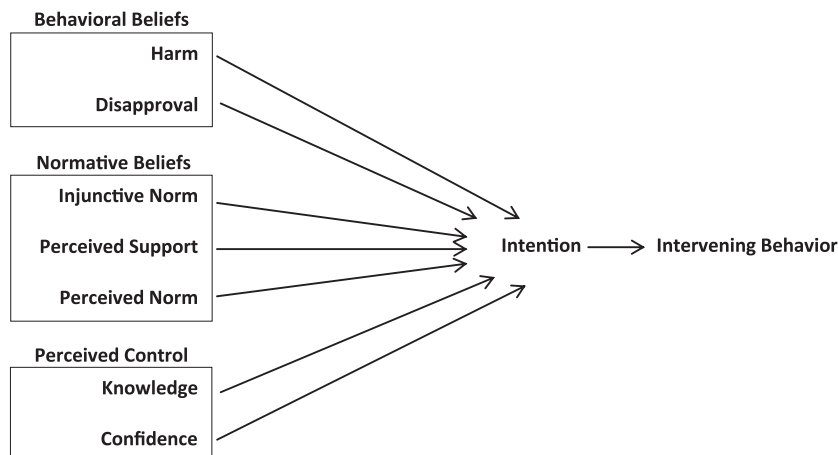 Behavioral Beliefs
Harm
Disapproval
Normative Beliefs
Injunctive Norm
Perceived Support
Perceived Norm
Intention
Intervening Behavior
Perceived Control
Knowledge
Confidence